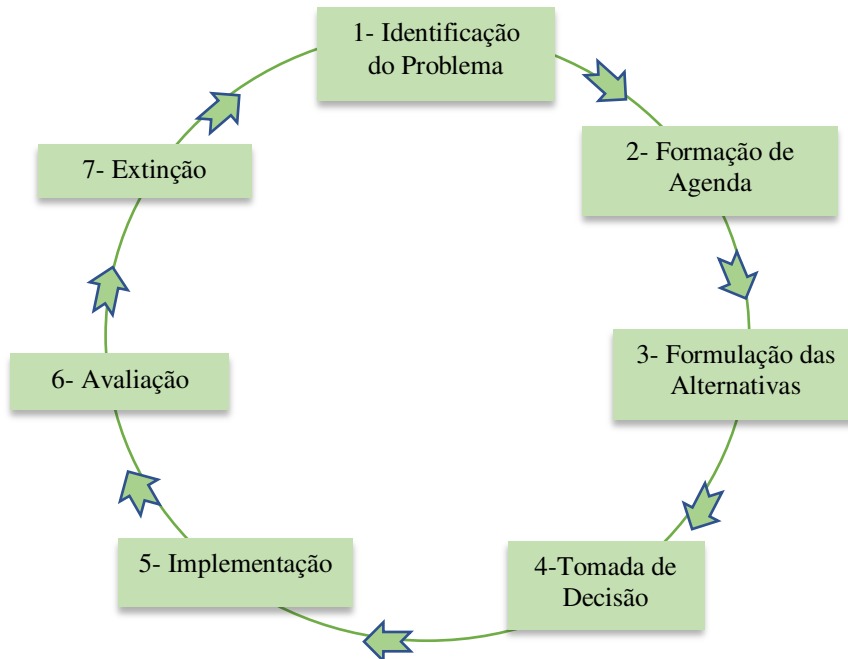 1- Identificação
do Problema
2- Formação de
Agenda
3- Formulação das
Alternativas
4-Tomada de
Decisão
5- Implementação
6- Avaliação
7- Extinção